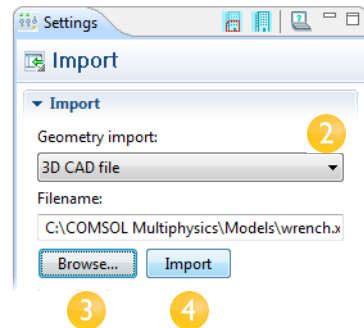 Settings
Import
Import
Geometry import:
2
3D CAD file
Filename:
C:\COMSOL Multiphysics\Models\wrench.x
Browse... Import
3 4